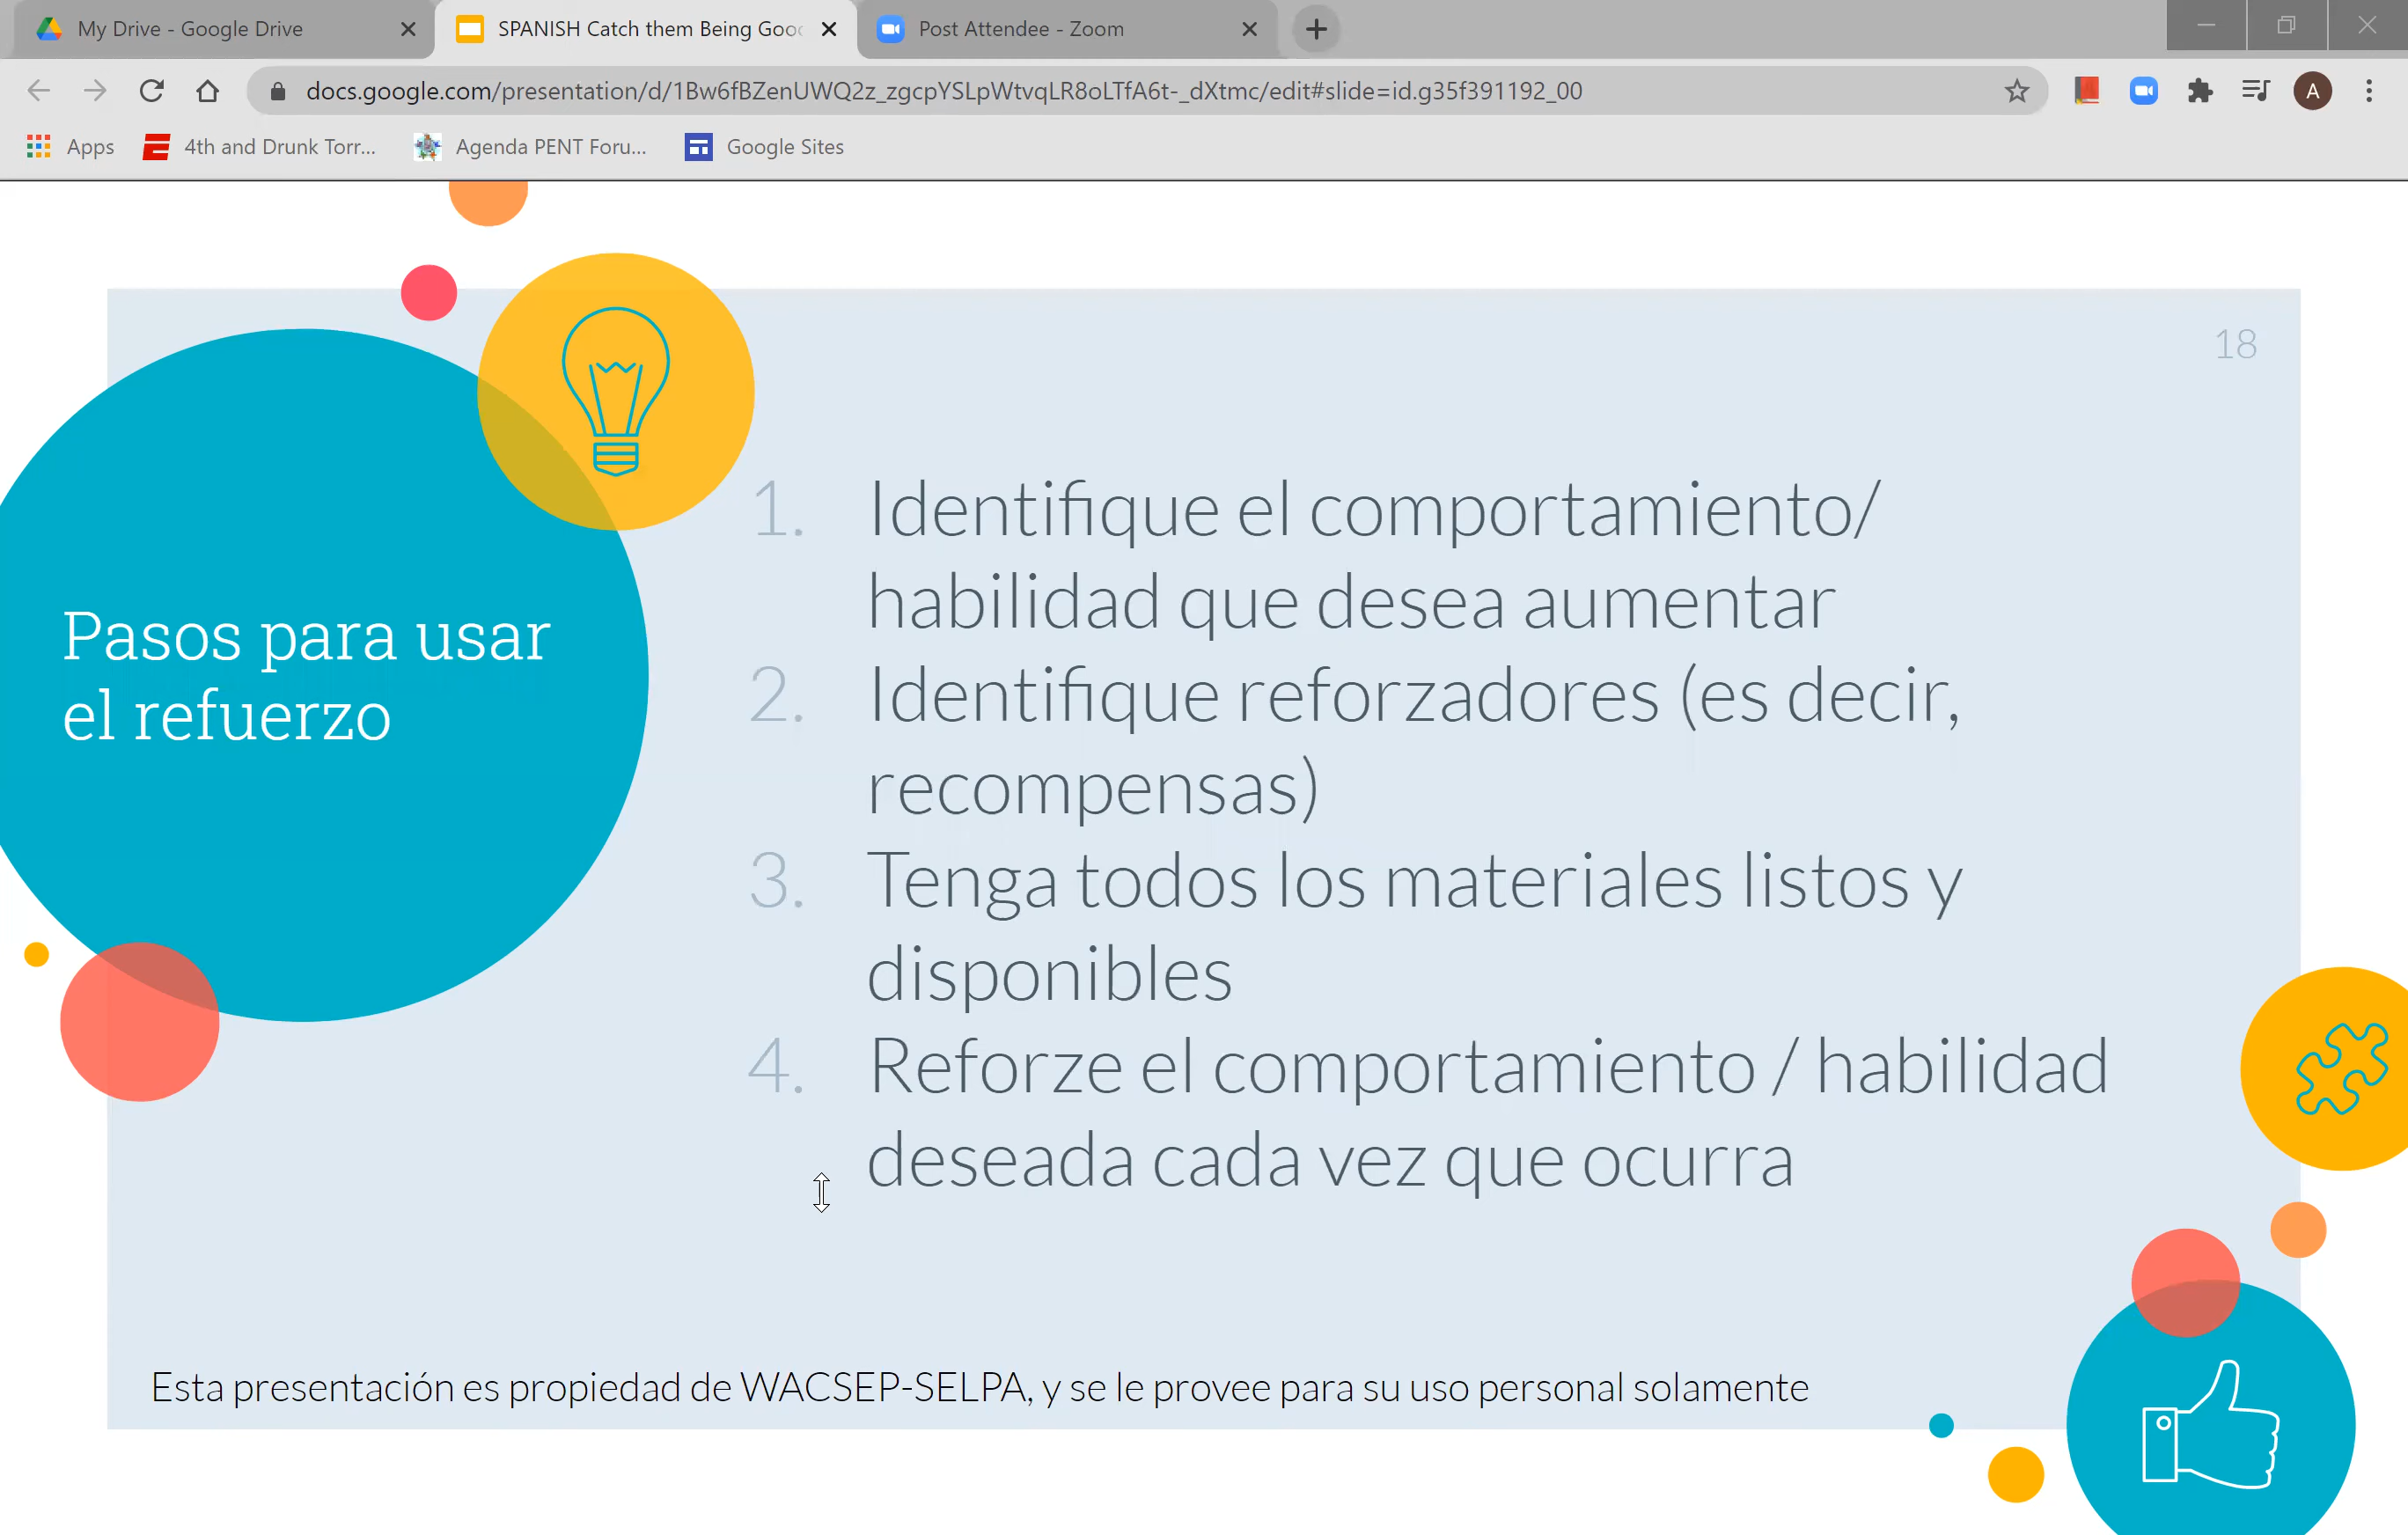 My Drive - Google Drive
SPANISH Catch them Being Good
Post Attendee - Zoom
docs.google.com/presentation/d/1Bw6fBZenUWQ2z_zgcpYSLpWtvqLR8oLTfA6t-_dXtmc/edit#slide=id.g35f391192_00
A
Apps
4th and Drunk Torr...
Agenda PENT Foru...
Google Sites
18
Pasos para usar
el refuerzo
1. Identifique el comportamiento/
habilidad que desea aumentar
2. Identifique reforzadores (es decir,
recompensas)
3. Tenga todos los materiales listos y
disponibles
4. Reforze el comportamiento / habilidad
deseada cada vez que ocurra
Esta presentación es propiedad de WACSEP-SELPA, y se le provee para su uso personal solamente